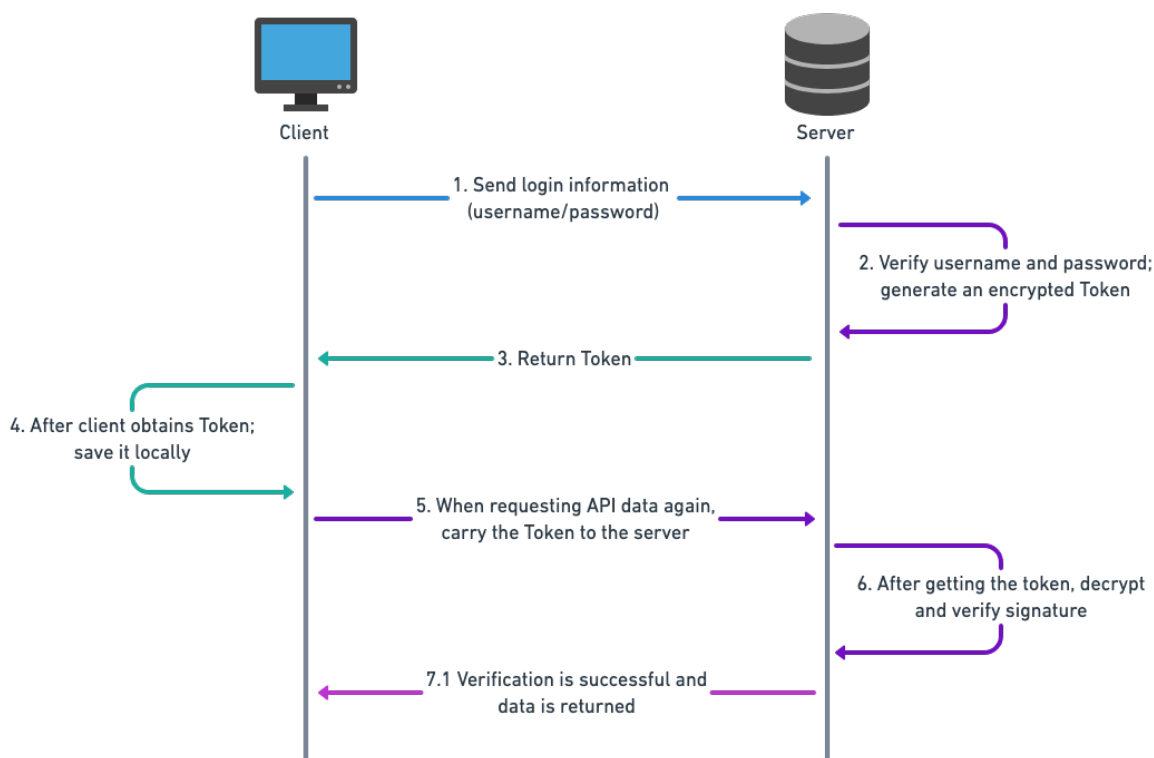 Client
Server
1. Send login information
(username/password)
2. Verify username and password;
generate an encrypted Token
3. Return Token
4. After client obtains Token;
save it locally
5. When requesting API data again,
carry the Token to the server
6. After getting the token, decrypt
and verify signature
7.1 Verification is successful and
data is returned